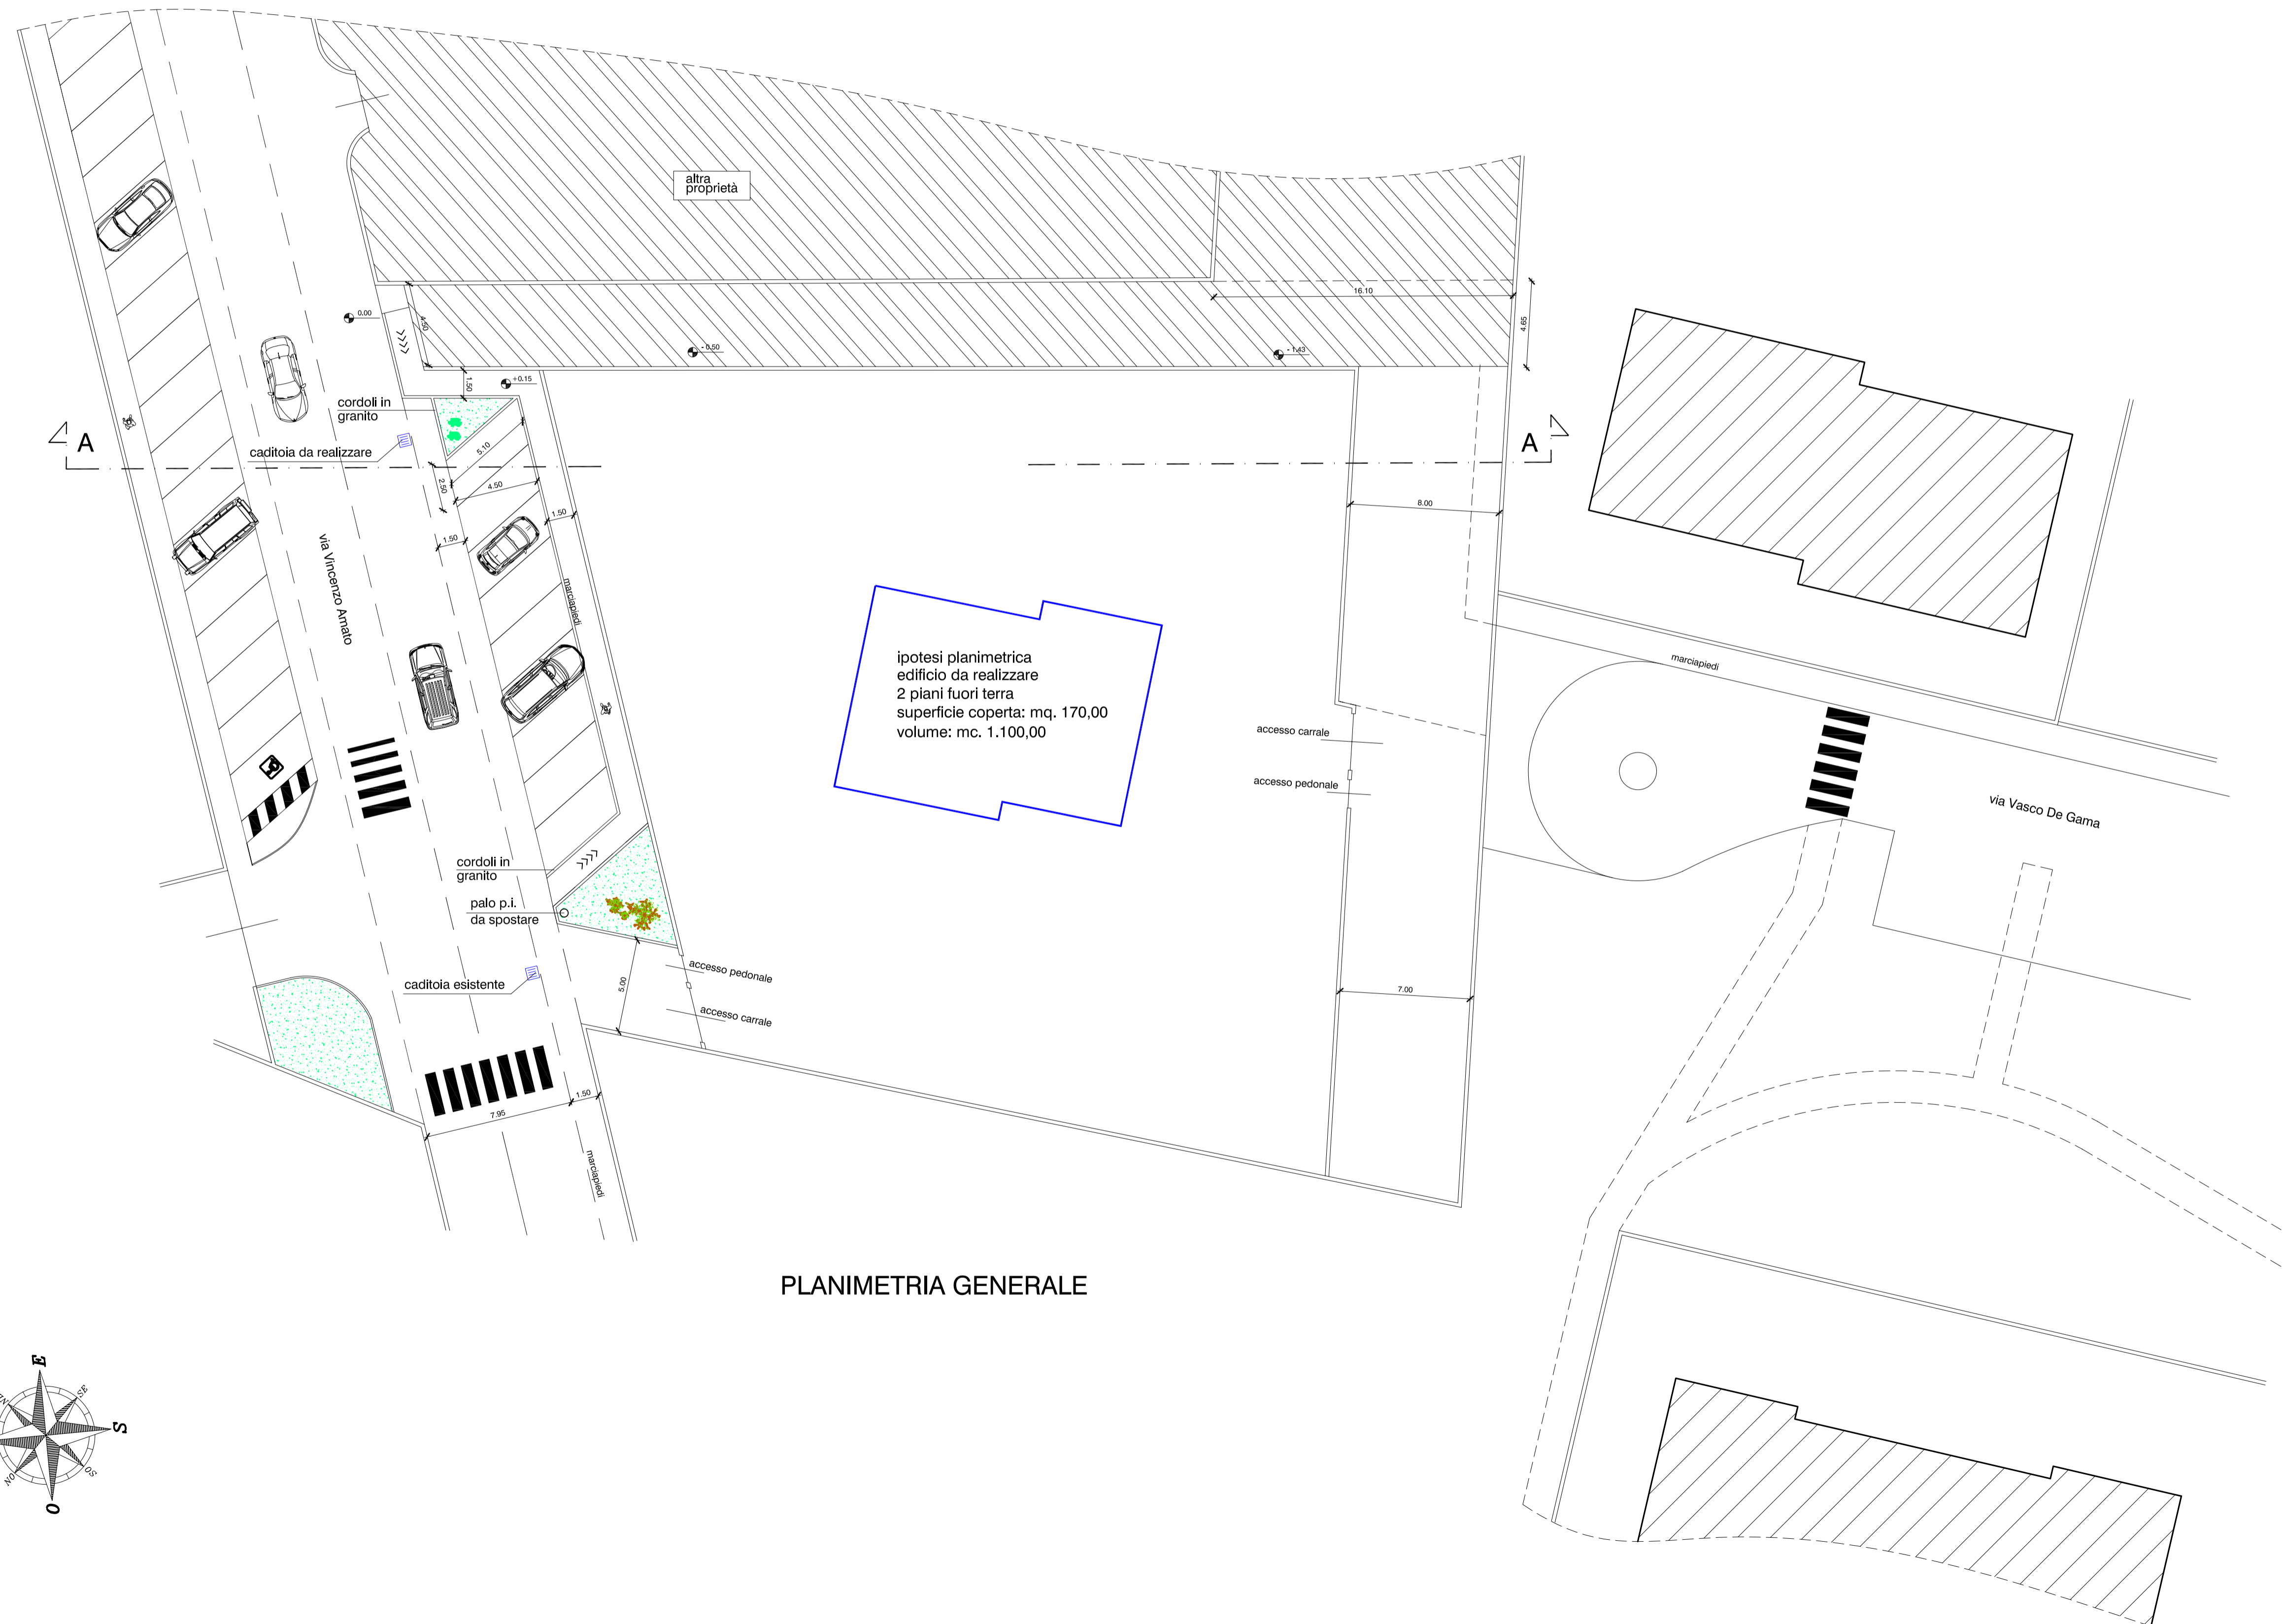 altra
proprietà
16.10
4.65
0.00
4.50
- 0,50
- 1,43
1.50
+0.15
cordoli in
granito
A
A
caditoia da realizzare
5.10
2.50
4.50
1.50
8.00
1.50
via Vincenzo Amato
marciapiedi
ipotesi planimetrica
edificio da realizzare
2 piani fuori terra
superficie coperta: mq. 170,00
volume: mc. 1.100,00
marciapiedi
accesso carrale
accesso pedonale
via Vasco De Gama
cordoli in
granito
palo p.i.
da spostare
accesso pedonale
caditoia esistente
5.00
7.00
accesso carrale
1.50
7.95
marciapiedi
PLANIMETRIA GENERALE
E
SE
S
SO
O
NO